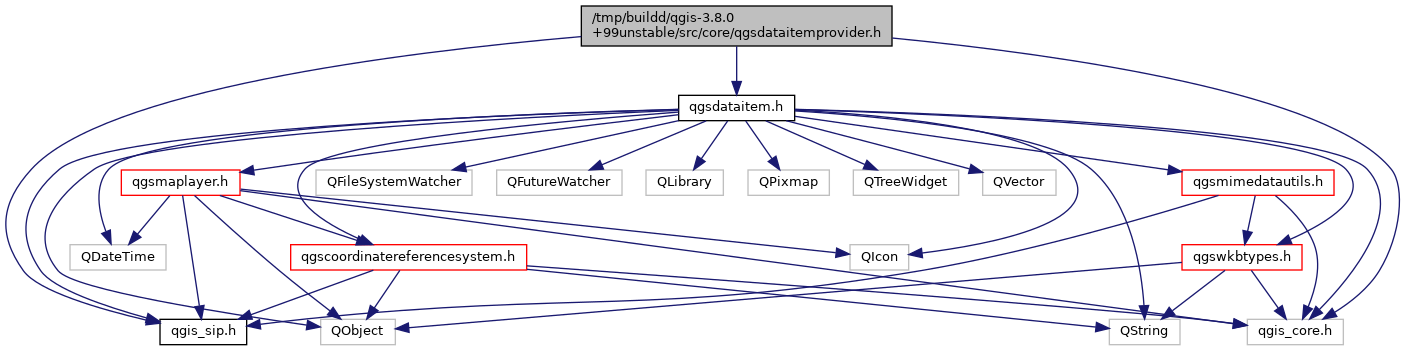 /tmp/buildd/qgis-3.8.0
+99unstable/src/core/qgsdataitemprovider.h
qgsdataitem.h
qgsmaplayer.h
QFileSystemWatcher
QFutureWatcher
QLibrary
QPixmap
QTreeWidget
QVector
qgsmimedatautils.h
QDateTime
qgscoordinatereferencesystem.h
QIcon
qgswkbtypes.h
qgis_sip.h
QObject
QString
qgis_core.h